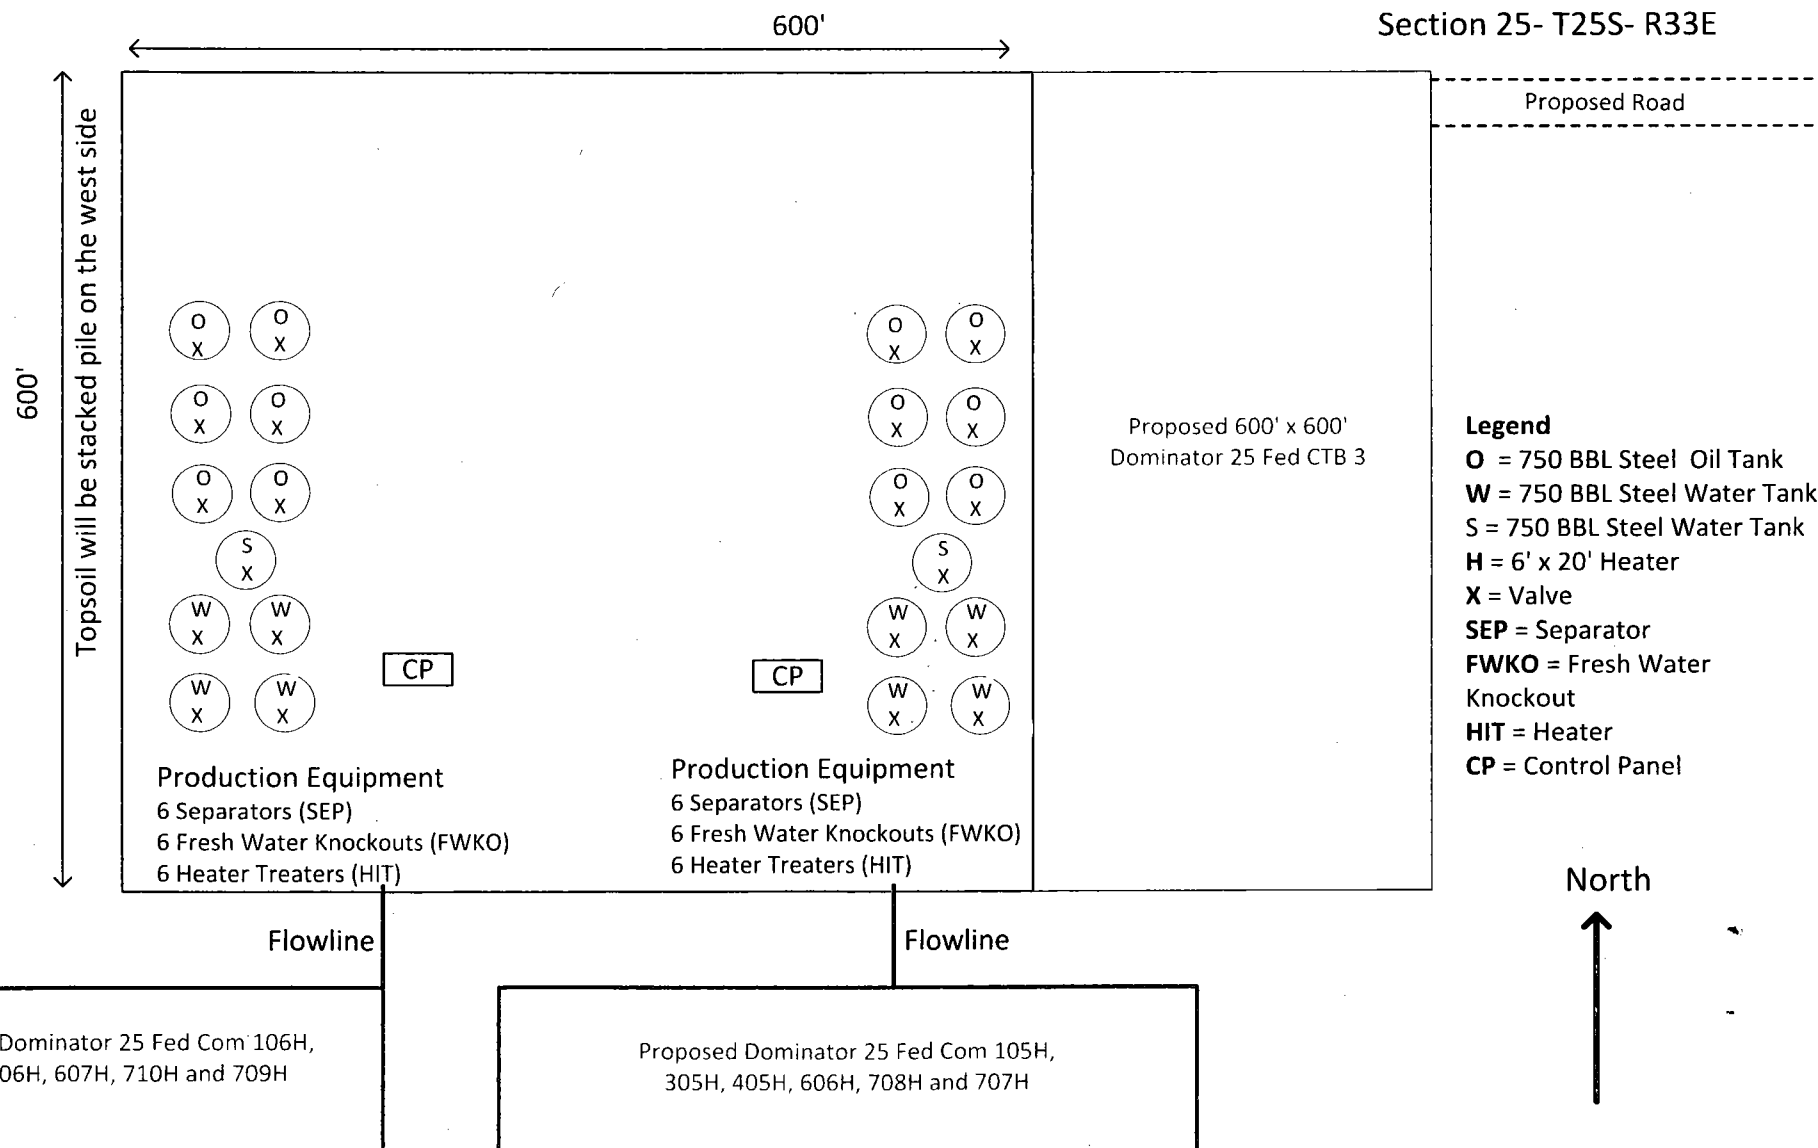 600'
Section 25- T25S- R33E
Proposed Road
600'
Topsoil will be stacked pile on the west side
O O
X X
O O
X X
O O
X X
S
X
W W
X X
W W
X X
CP
O O
X X
O O
X X
O O
X X
S
X
W W
X X
W W
X X
CP
Proposed 600' x 600'
Dominator 25 Fed CTB 3
Legend
O = 750 BBL Steel Oil Tank
W = 750 BBL Steel Water Tank
S = 750 BBL Steel Water Tank
H = 6' x 20' Heater
X = Valve
SEP = Separator
FWKO = Fresh Water
Knockout
HIT = Heater
CP = Control Panel
Production Equipment
6 Separators (SEP)
6 Fresh Water Knockouts (FWKO)
6 Heater Treaters (HIT)
Production Equipment
6 Separators (SEP)
6 Fresh Water Knockouts (FWKO)
6 Heater Treaters (HIT)
North
Flowline
Flowline
Dominator 25 Fed Com 106H,
06H, 607H, 710H and 709H
Proposed Dominator 25 Fed Com 105H,
305H, 405H, 606H, 708H and 707H